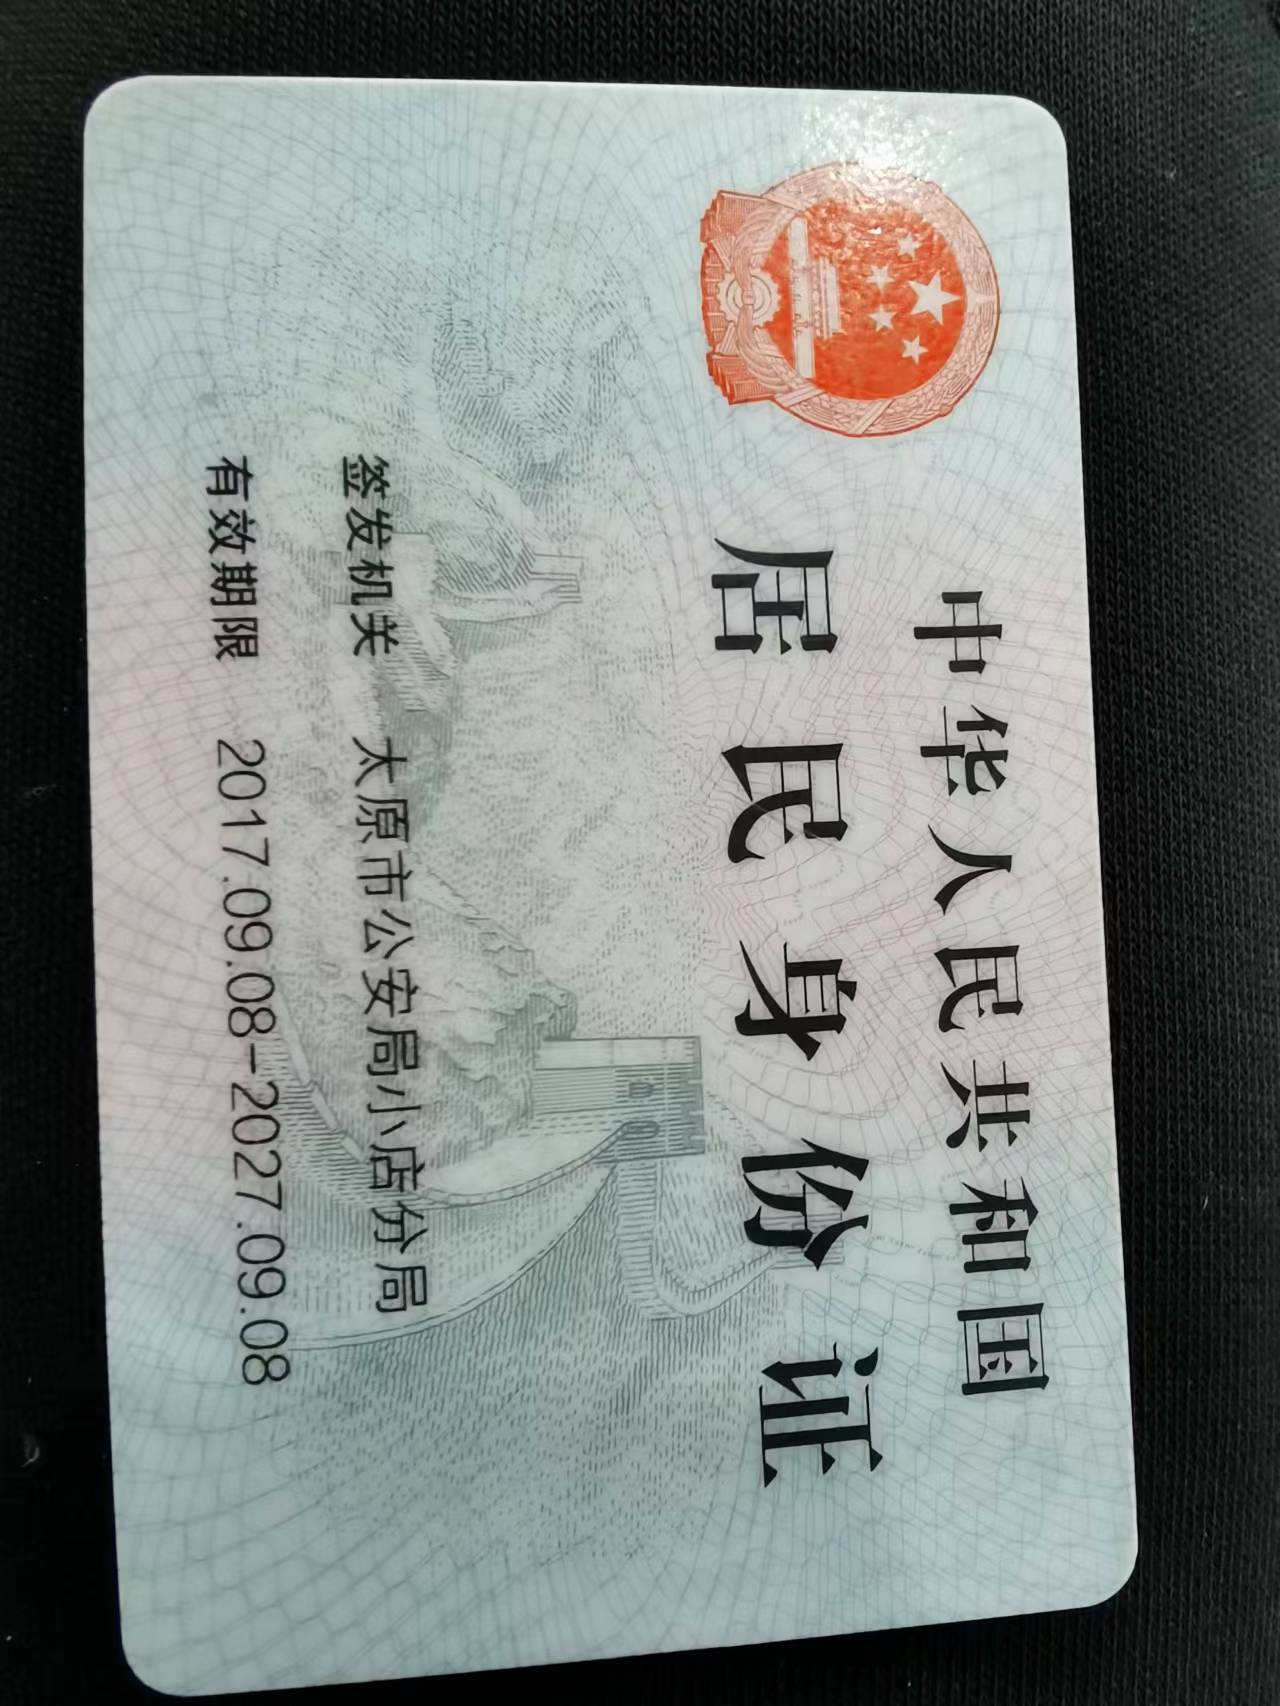 中华人民共和国
居民身份证
签发机关 太原市公安局小店分局
有效期限 2017.09.08-2027.09.08